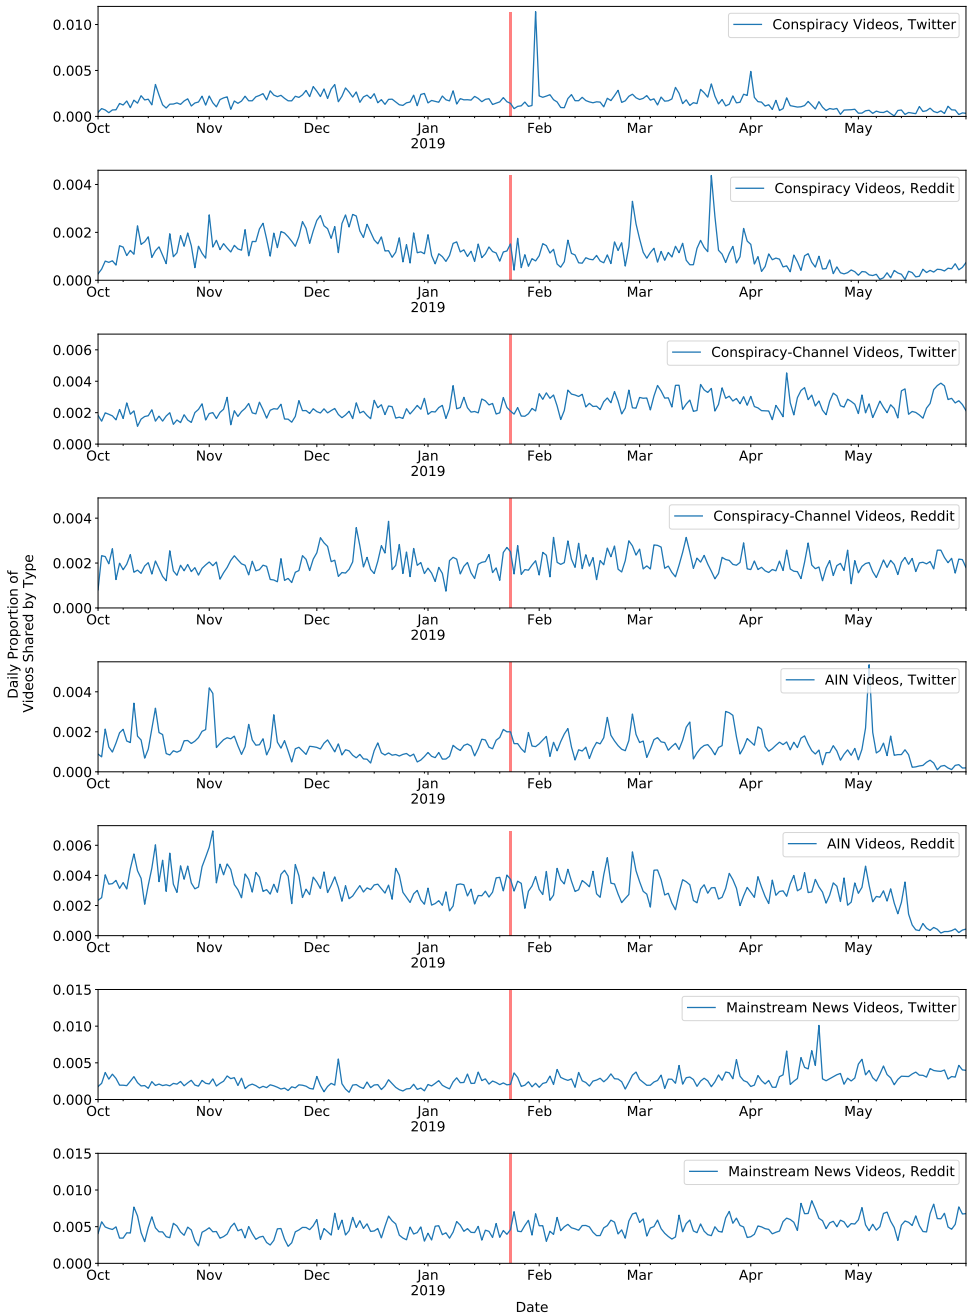 Conspiracy Videos, Twitter
0.010
0.005
0.000
Oct Nov Dec Jan Feb Mar Apr May
2019
Conspiracy Videos, Reddit
0.004
0.002
0.000
Oct Nov Dec Jan Feb Mar Apr May
2019
Conspiracy-Channel Videos, Twitter
0.006
0.004
0.002
0.000
Oct Nov Dec Jan Feb Mar Apr May
2019
Conspiracy-Channel Videos, Reddit
0.004
0.002
0.000
Oct Nov Dec Jan Feb Mar Apr May
2019
Daily Proportion of
Videos Shared by Type
AIN Videos, Twitter
0.004
0.002
0.000
Oct Nov Dec Jan Feb Mar Apr May
2019
AIN Videos, Reddit
0.006
0.004
0.002
0.000
Oct Nov Dec Jan Feb Mar Apr May
2019
0.015
Mainstream News Videos, Twitter
0.010
0.005
0.000
Oct Nov Dec Jan Feb Mar Apr May
2019
0.015
Mainstream News Videos, Reddit
0.010
0.005
0.000
Oct Nov Dec Jan Feb Mar Apr May
2019
Date